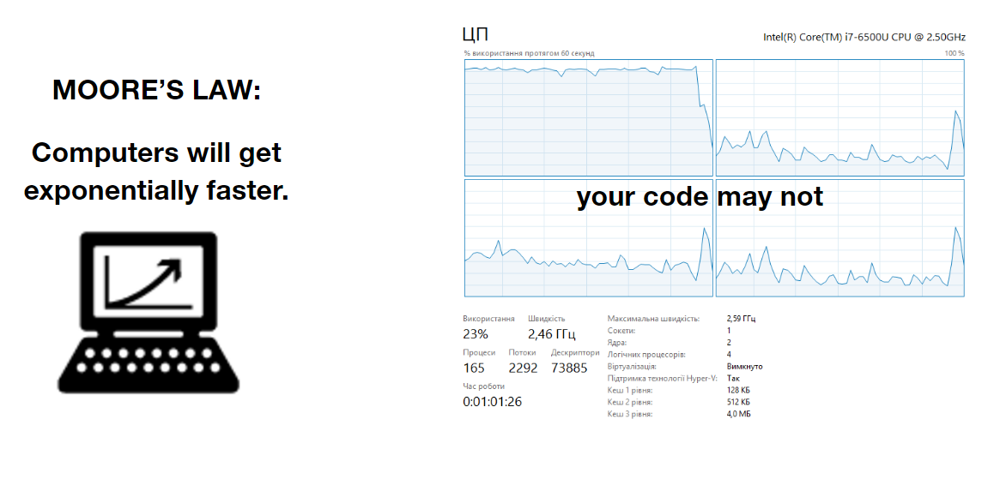 MOORE'S LAW:
Computers will get
exponentially faster.
ЦП
Intel(R) Core(TM) i7-6500U CPU @ 2.50GHz
% використання протягом 60 секунд
100 %
your code may not
Використання
Швидкість
23%
2,46 ГГц
Процеси
Потоки
Дескриптори
165
2292
73885
Час роботи
0:01:01:26
Максимальна швидкість: 2,59 ГГц
Сокети: 1
Ядра: 2
Логічних процесорів: 4
Віртуалізація: Вимкнуто
Підтримка технології Hyper-V: Так
Кеш 1 рівня: 128 КБ
Кеш 2 рівня: 512 КБ
Кеш 3 рівня: 4,0 МБ